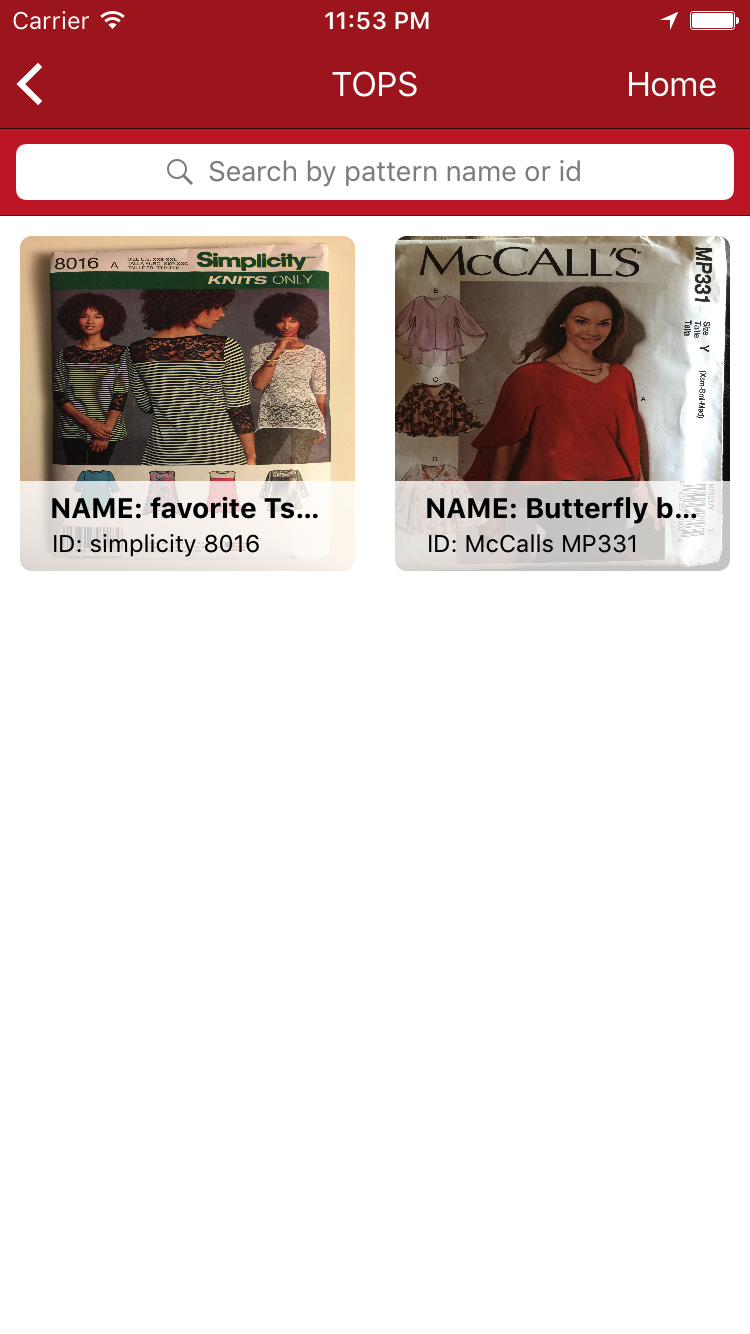 Carrier 11:53 PM
TOPS Home
Search by pattern name or id
8016 A
Simplicity
KNITS ONLY
NAME: favorite Ts...
ID: simplicity 8016
McCALL'S
MP331
Size
Talle
Talla
Y
(Xsm-Sml-Med)
B
C
A
D
NAME: Butterfly b...
ID: McCalls MP331